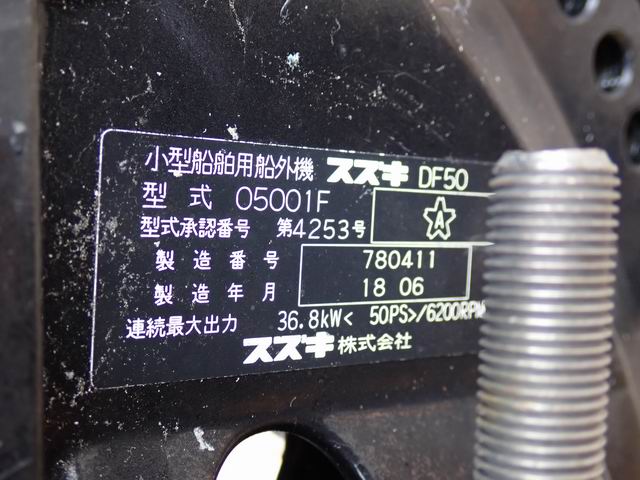 小型船舶用船外機 スズキ DF50
型式 05001F
型式承認番号 第4253号
A
製造番号 780411
製造年月 18 06
連続最大出力 36.8kW< 50PS>/6200RPM
スズキ株式会社